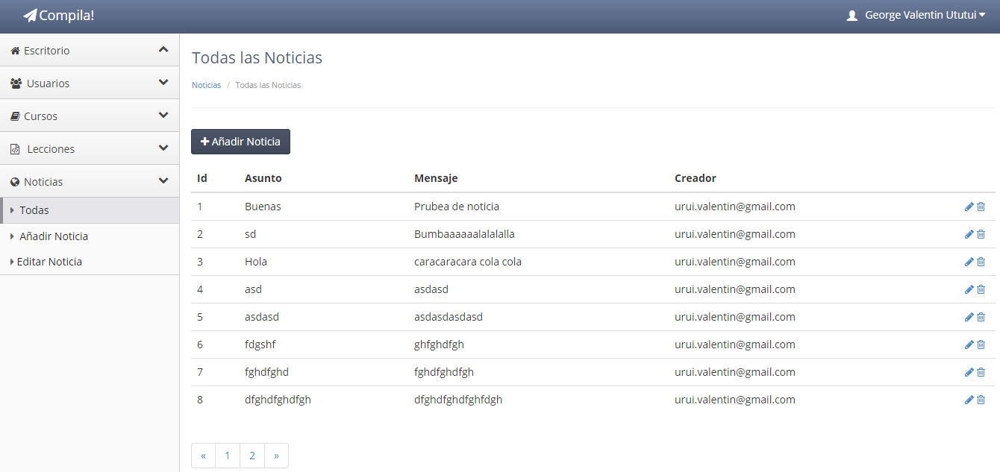 Compila!
George Valentin Ututui
Escritorio
Usuarios
Cursos
Lecciones
Noticias
Todas
Añadir Noticia
Editar Noticia
Todas las Noticias
Noticias / Todas las Noticias
Añadir Noticia
Id Asunto Mensaje Creador
1 Buenas Prubea de noticia urui.valentin@gmail.com
2 sd Bumbaaaaaalalalalla urui.valentin@gmail.com
3 Hola caracaracara cola cola urui.valentin@gmail.com
4 asd asdasd urui.valentin@gmail.com
5 asdasd asdasdasdasd urui.valentin@gmail.com
6 fdgshf ghfghdfgh urui.valentin@gmail.com
7 fghdfghd fghdfghdfgh urui.valentin@gmail.com
8 dfghdfghdfgh dfghdfghdfghfdgh urui.valentin@gmail.com
« 1 2 »